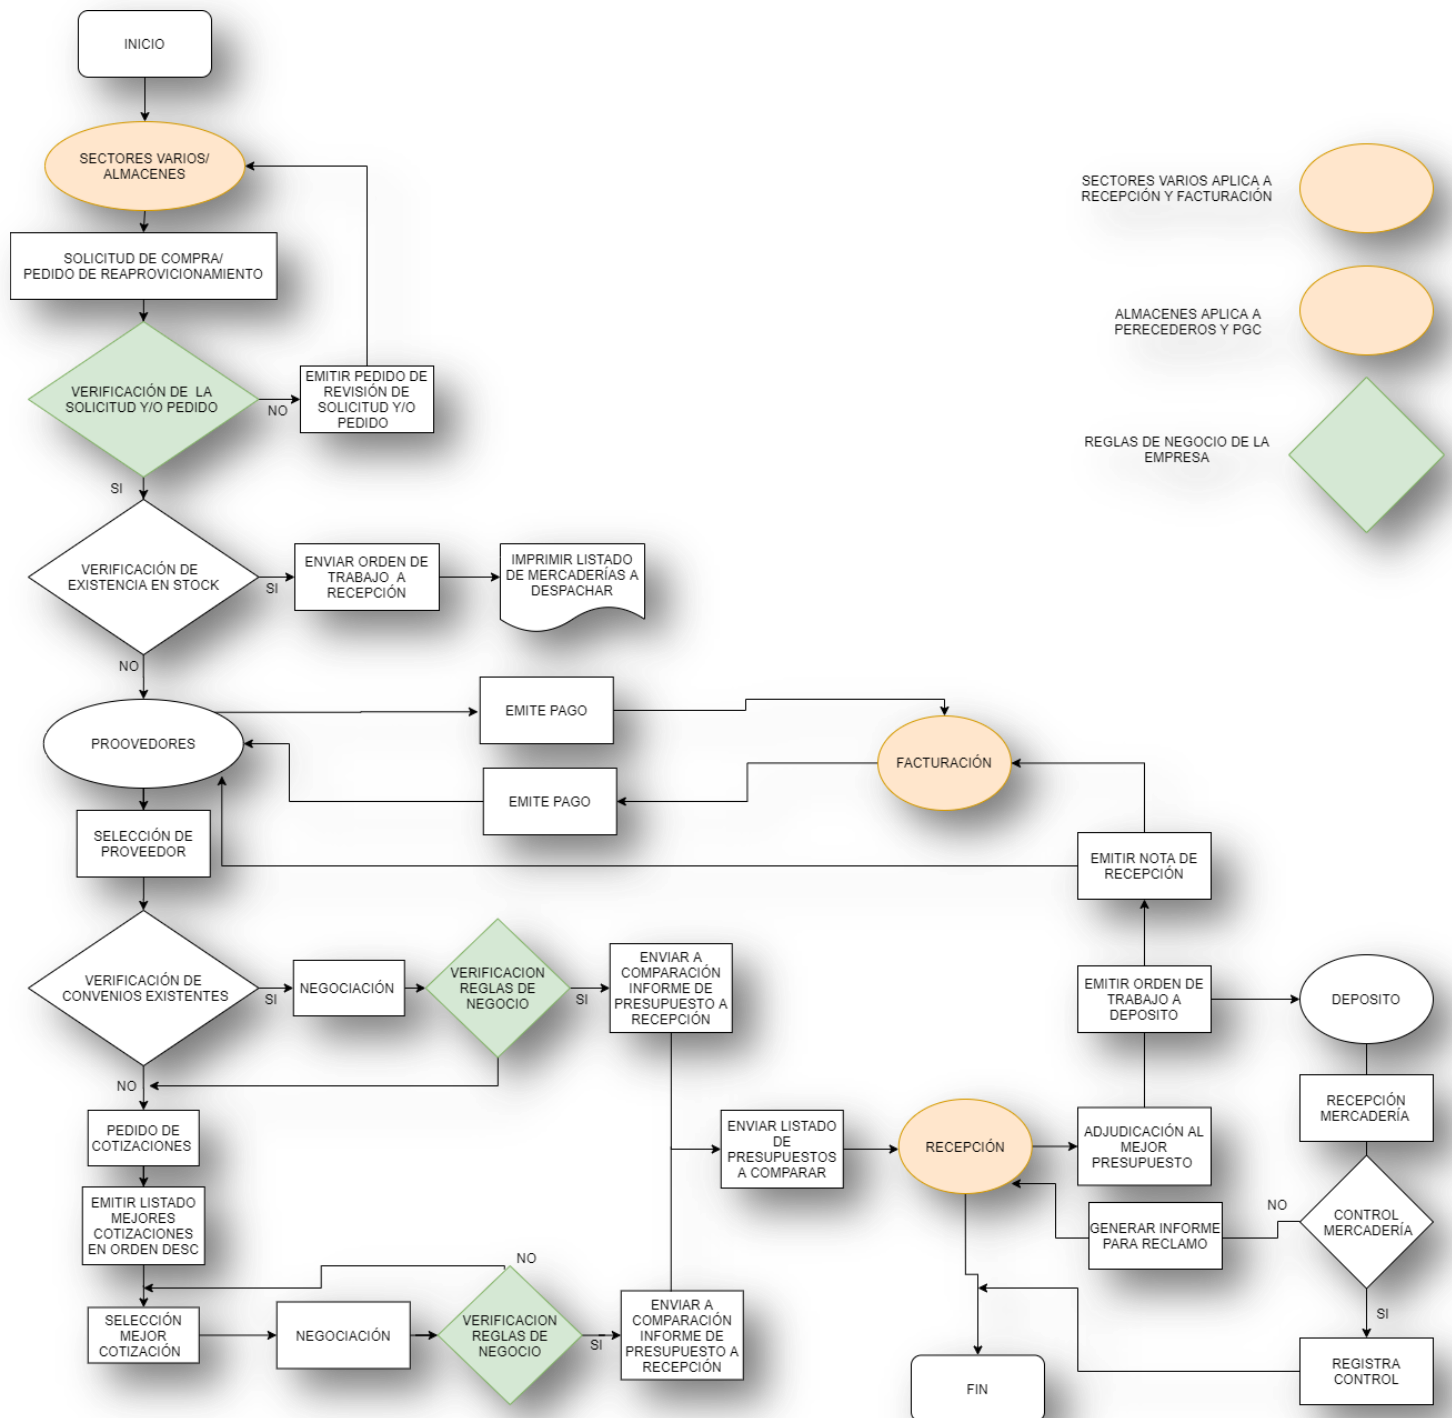 INICIO
SECTORES VARIOS/
ALMACENES
SECTORES VARIOS APLICA A
RECEPCIÓN Y FACTURACIÓN
SOLICITUD DE COMPRA/
PEDIDO DE REAPROVICIONAMIENTO
ALMACENES APLICA A
PERECEDEROS Y PGC
VERIFICACIÓN DE LA
SOLICITUD Y/O PEDIDO
NO
EMITIR PEDIDO DE
REVISIÓN DE
SOLICITUD Y/O
PEDIDO
REGLAS DE NEGOCIO DE LA
EMPRESA
SI
VERIFICACIÓN DE
EXISTENCIA EN STOCK
SI
ENVIAR ORDEN DE
TRABAJO A
RECEPCIÓN
IMPRIMIR LISTADO
DE MERCADERÍAS A
DESPACHAR
NO
PROOVEDORES
EMITE PAGO
FACTURACIÓN
EMITE PAGO
SELECCIÓN DE
PROVEEDOR
EMITIR NOTA DE
RECEPCIÓN
VERIFICACIÓN DE
CONVENIOS EXISTENTES
SI
NEGOCIACIÓN
VERIFICACION
REGLAS DE
NEGOCIO
SI
ENVIAR A
COMPARACIÓN
INFORME DE
PRESUPUESTO A
RECEPCIÓN
EMITIR ORDEN DE
TRABAJO A
DEPOSITO
DEPOSITO
NO
PEDIDO DE
COTIZACIONES
ENVIAR LISTADO
DE
PRESUPUESTOS
A COMPARAR
RECEPCIÓN
ADJUDICACIÓN AL
MEJOR
PRESUPUESTO
RECEPCIÓN
MERCADERÍA
EMITIR LISTADO
MEJORES
COTIZACIONES
EN ORDEN DESC
GENERAR INFORME
PARA RECLAMO
NO
CONTROL
MERCADERÍA
NO
SELECCIÓN
MEJOR
COTIZACIÓN
NEGOCIACIÓN
VERIFICACION
REGLAS DE
NEGOCIO
SI
ENVIAR A
COMPARACIÓN
INFORME DE
PRESUPUESTO A
RECEPCIÓN
SI
REGISTRA
CONTROL
FIN